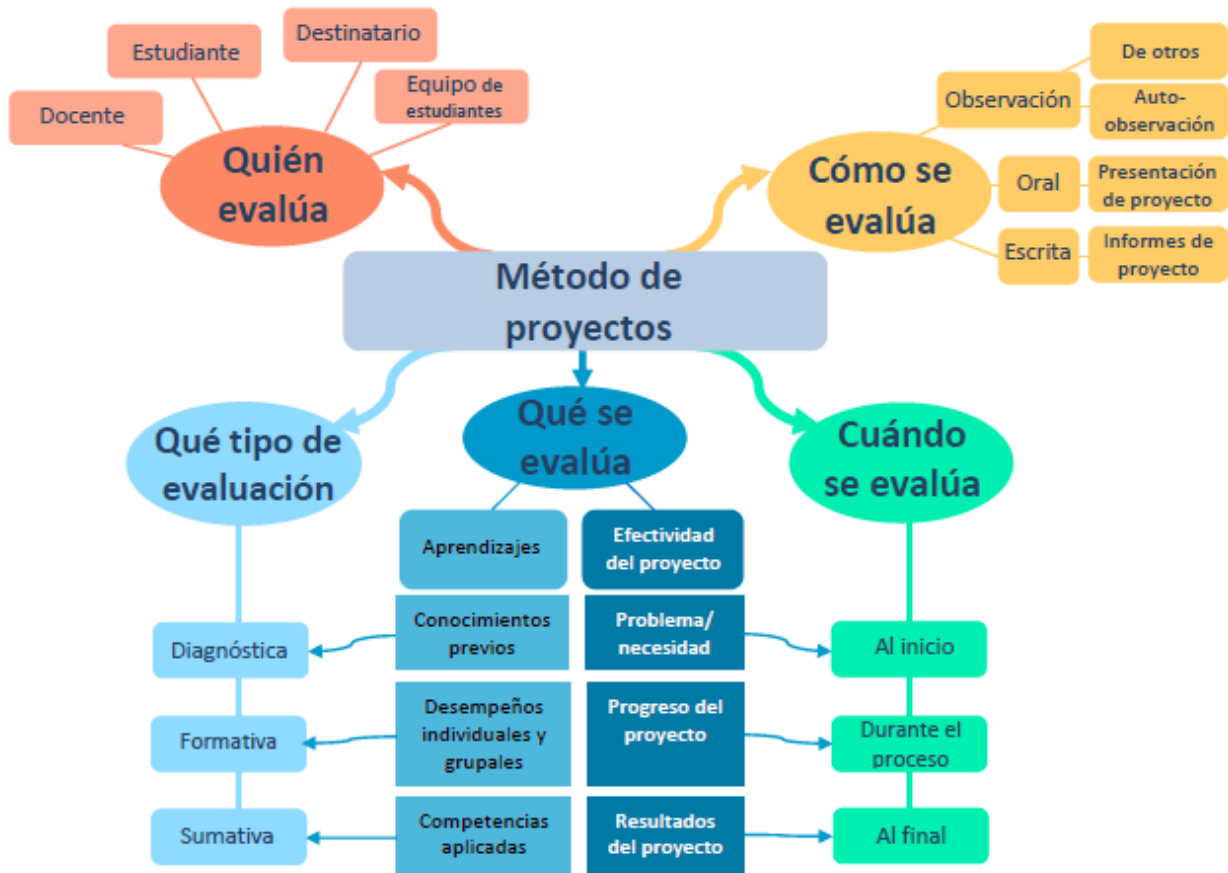 Destinatario
Estudiante
Equipo de
estudiantes
Docente
Quién
evalúa
De otros
Observación
Auto-
observación
Cómo se
evalúa
Oral
Presentación
de proyecto
Escrita
Informes de
proyecto
Método de
proyectos
Qué tipo de
evaluación
Qué se
evalúa
Cuándo
se evalúa
Aprendizajes
Efectividad
del proyecto
Diagnóstica
Conocimientos
previos
Problema/
necesidad
Al inicio
Formativa
Desempeños
individuales y
grupales
Progreso del
proyecto
Durante el
proceso
Sumativa
Competencias
aplicadas
Resultados
del proyecto
Al final